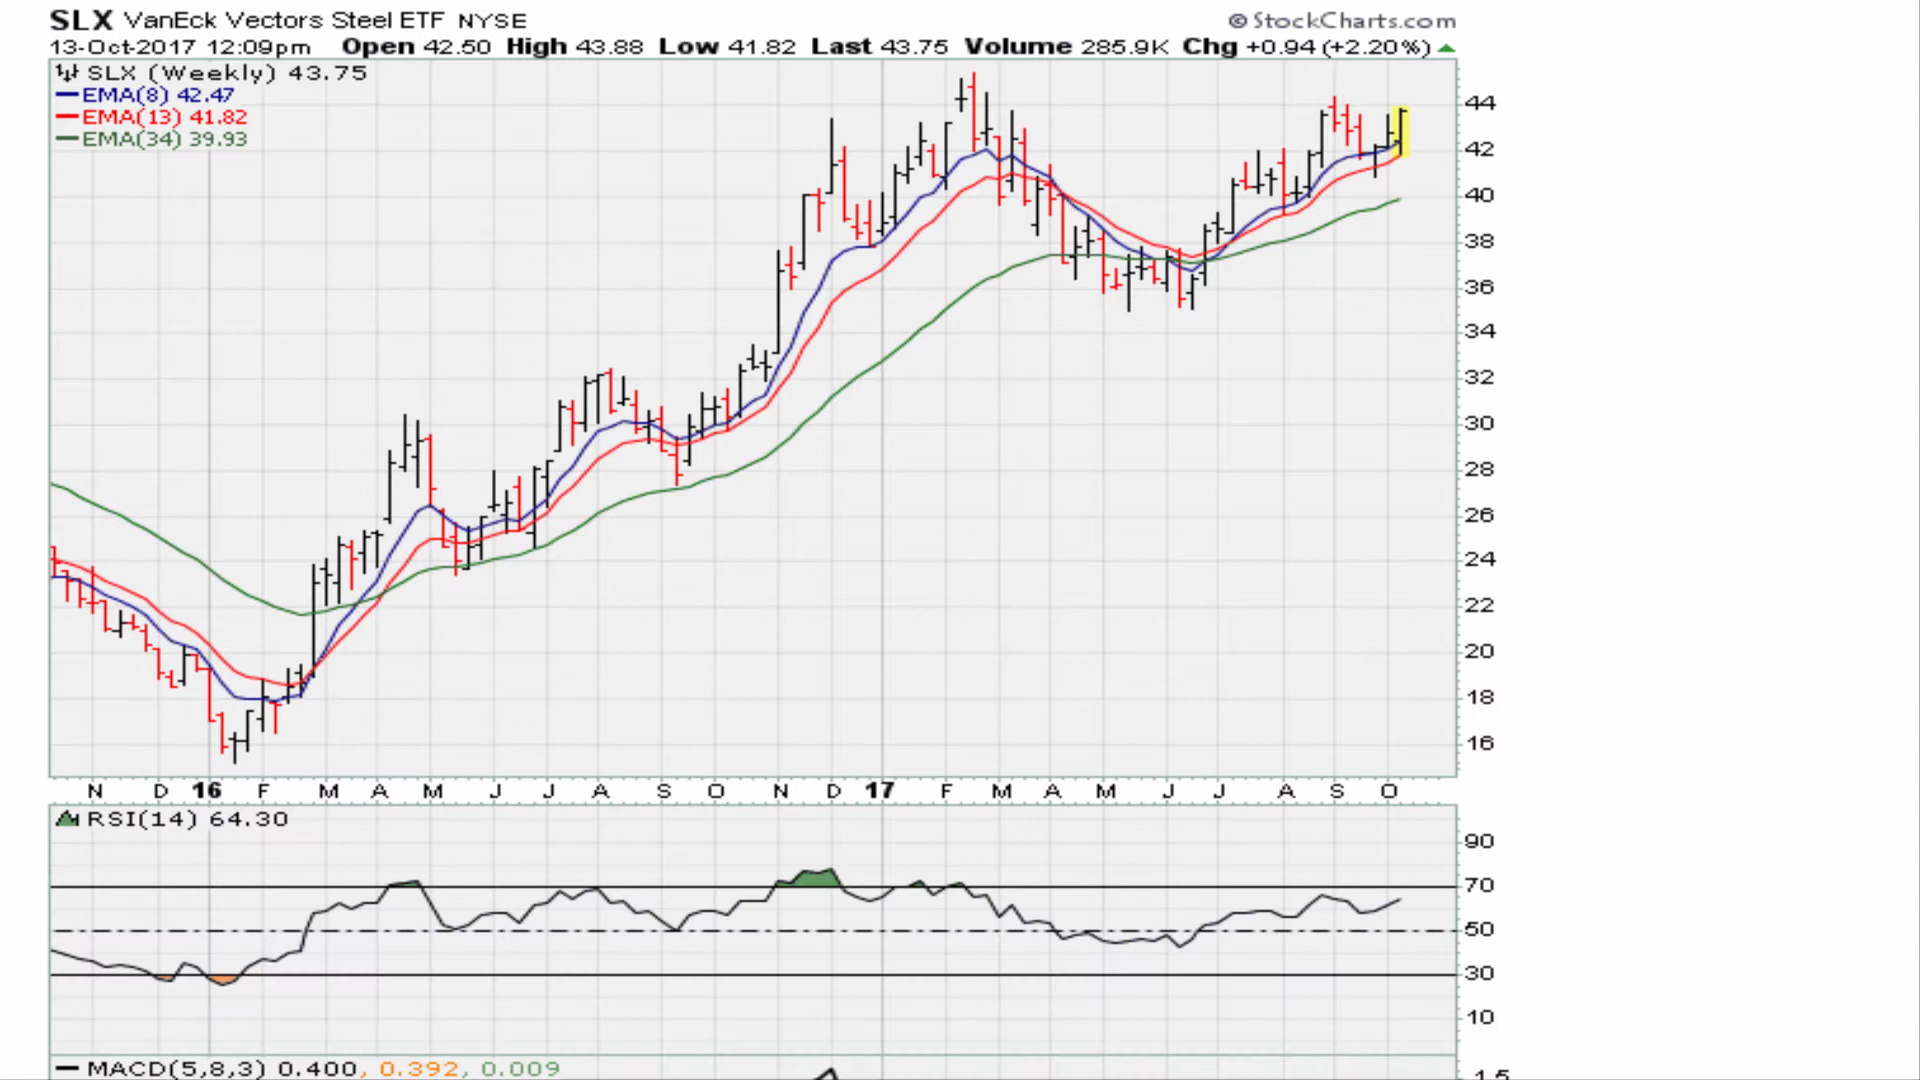 SLX VanEck Vectors Steel ETF NYSE © StockCharts.com
13-Oct-2017 12:09pm Open 42.50 High 43.88 Low 41.82 Last 43.75 Volume 285.9K Chg +0.94 (+2.20%)
SLX (Weekly) 43.75
EMA(8) 42.47
EMA(13) 41.82
EMA(34) 39.93
44
42
40
38
36
34
32
30
28
26
24
22
20
18
16
N D 16 F M A M J J A S O N D 17 F M A M J J A S O
RSI(14) 64.30
90
70
50
30
10
MACD(5,8,3) 0.400, 0.392, 0.009
1.5